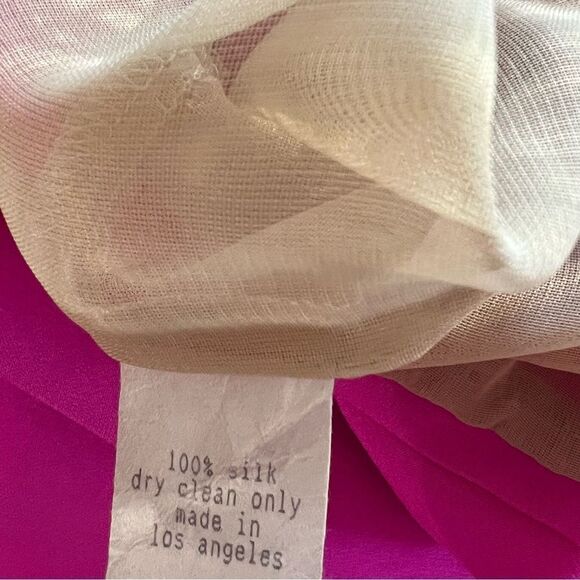 100% silk
dry clean only
made in
los angeles